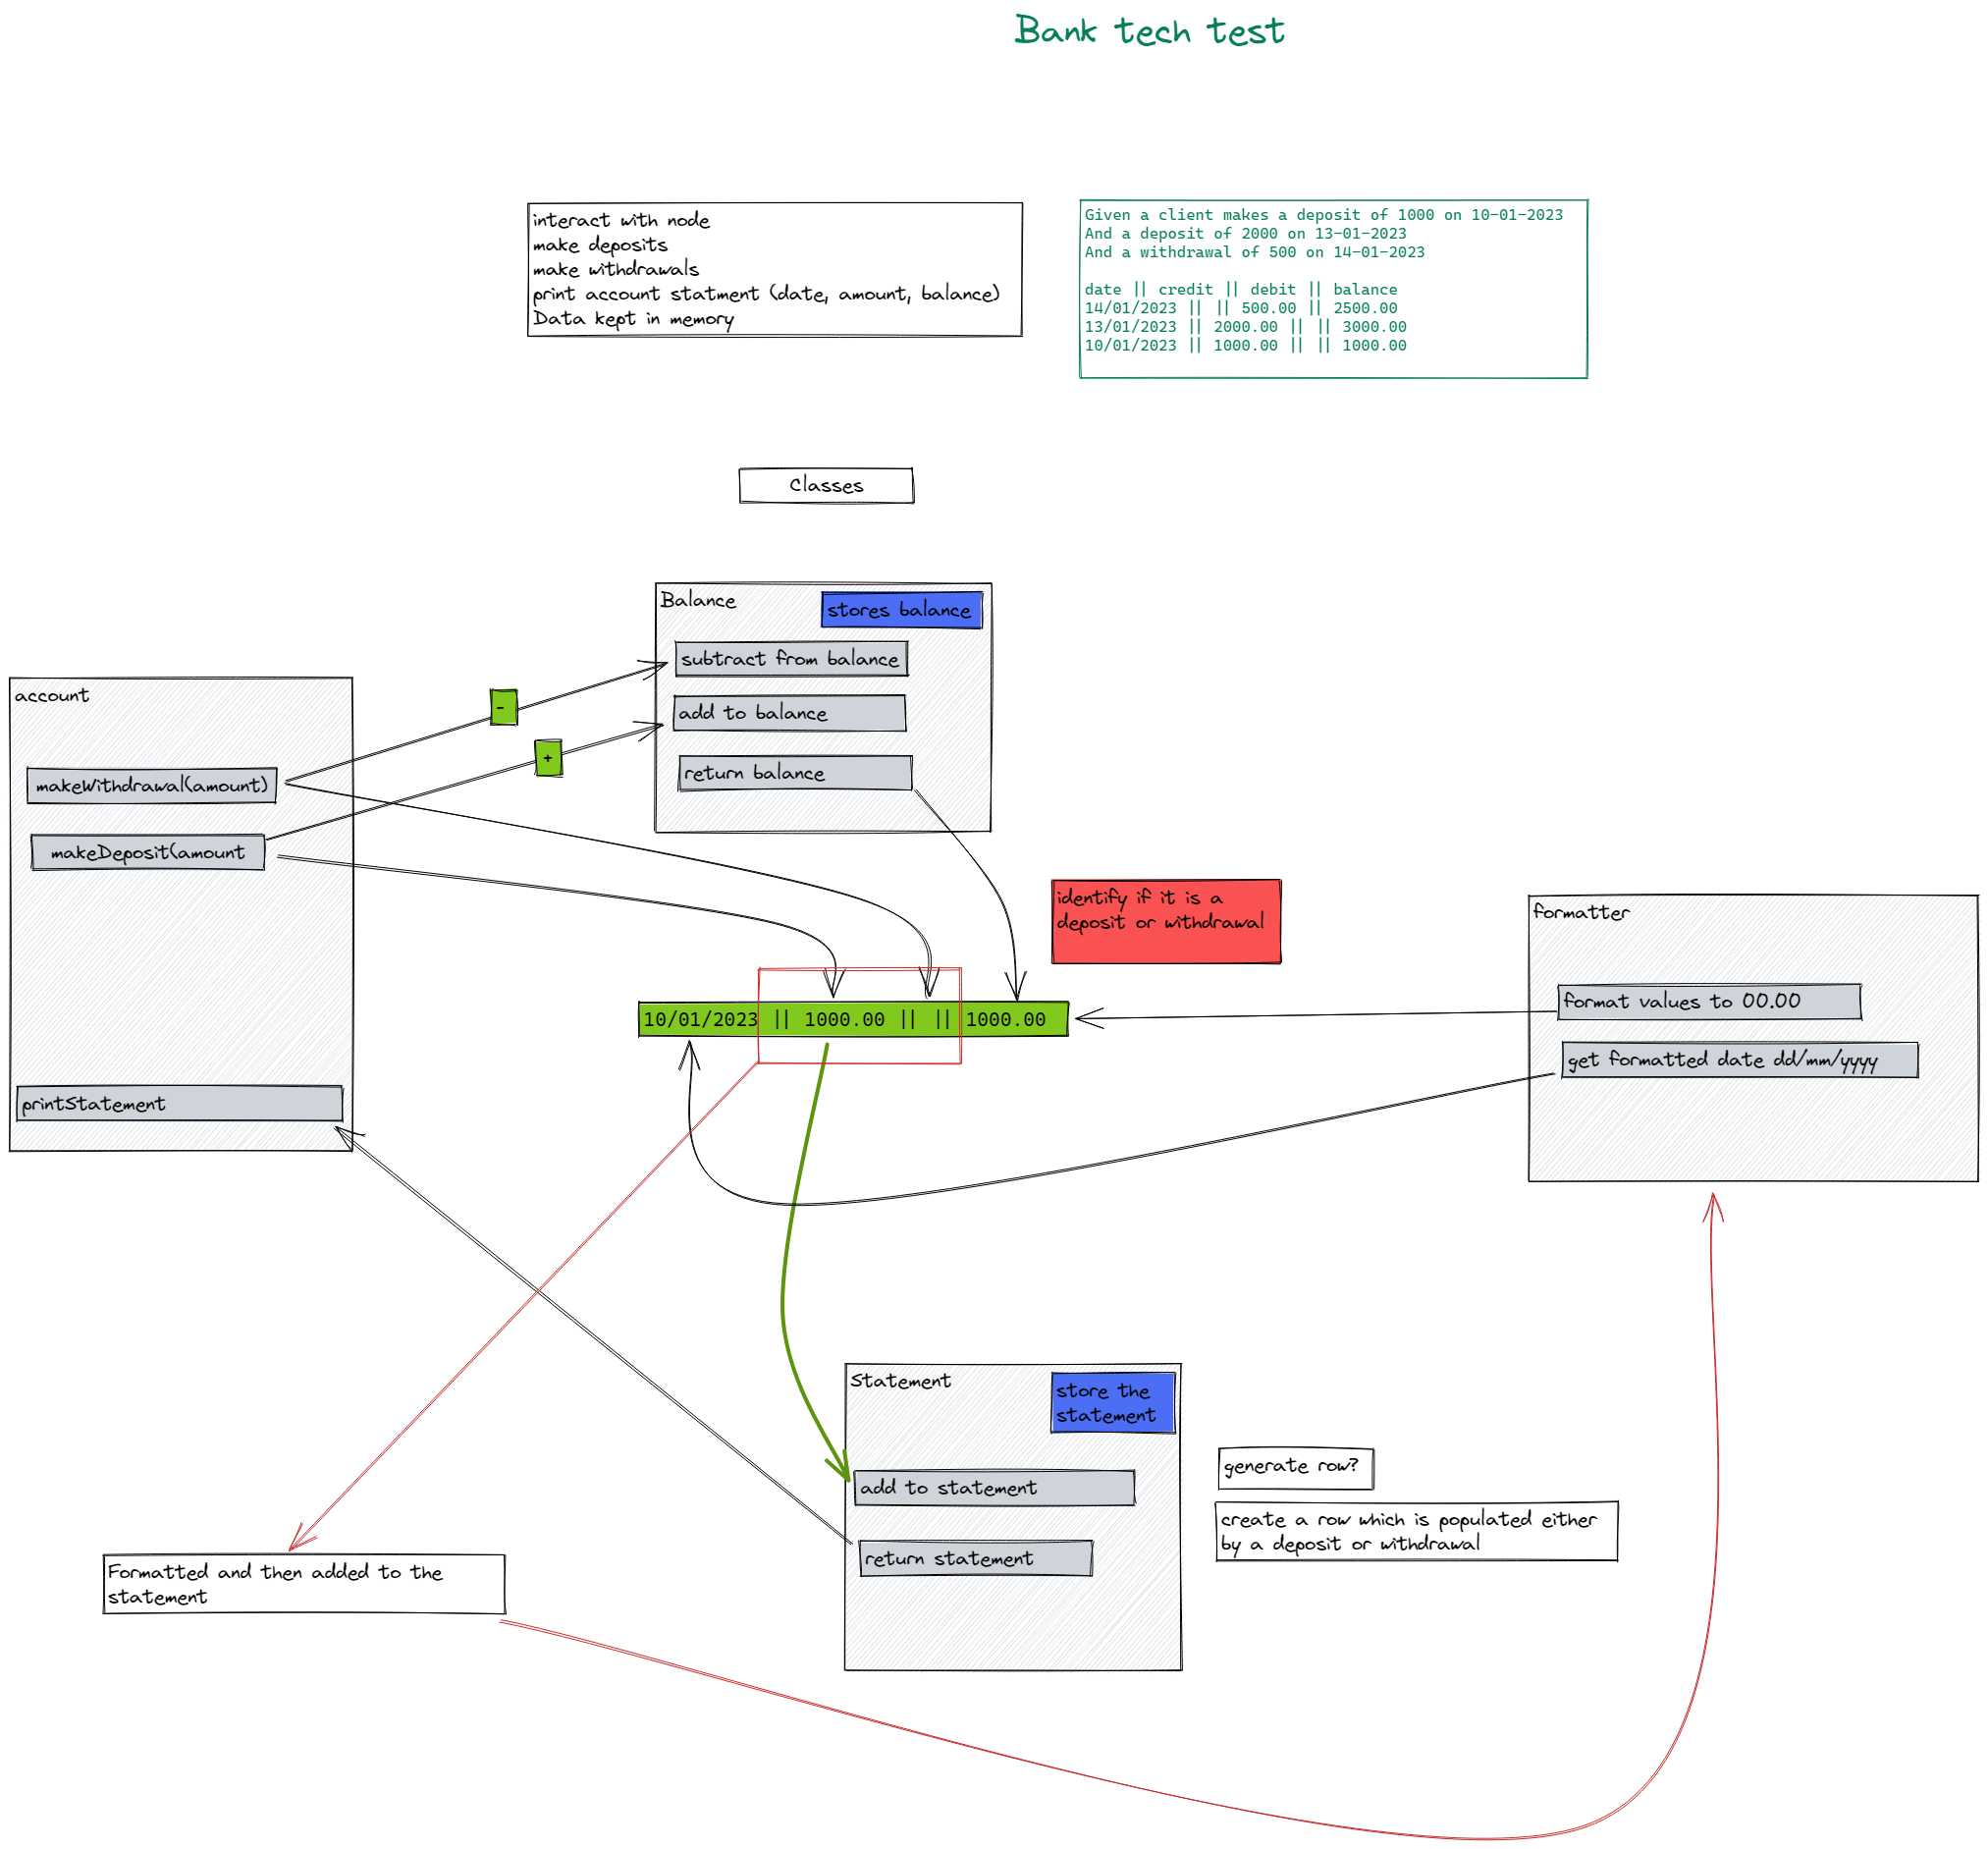 Bank tech test
interact with node
make deposits
make withdrawals
print account statment (date, amount, balance)
Data kept in memory
Given a client makes a deposit of 1000 on 10-01-2023
And a deposit of 2000 on 13-01-2023
And a withdrawal of 500 on 14-01-2023
date || credit || debit || balance
14/01/2023 || || 500.00 || 2500.00
13/01/2023 || 2000.00 || || 3000.00
10/01/2023 || 1000.00 || || 1000.00
Classes
Balance
stores balance
subtract from balance
add to balance
return balance
account
-
+
makeWithdrawal(amount)
makeDeposit(amount
printStatement
identify if it is a
deposit or withdrawal
10/01/2023 || 1000.00 || || 1000.00
formatter
format values to 00.00
get formatted date dd/mm/yyyy
Statement
store the
statement
add to statement
return statement
generate row?
create a row which is populated either
by a deposit or withdrawal
Formatted and then added to the
statement